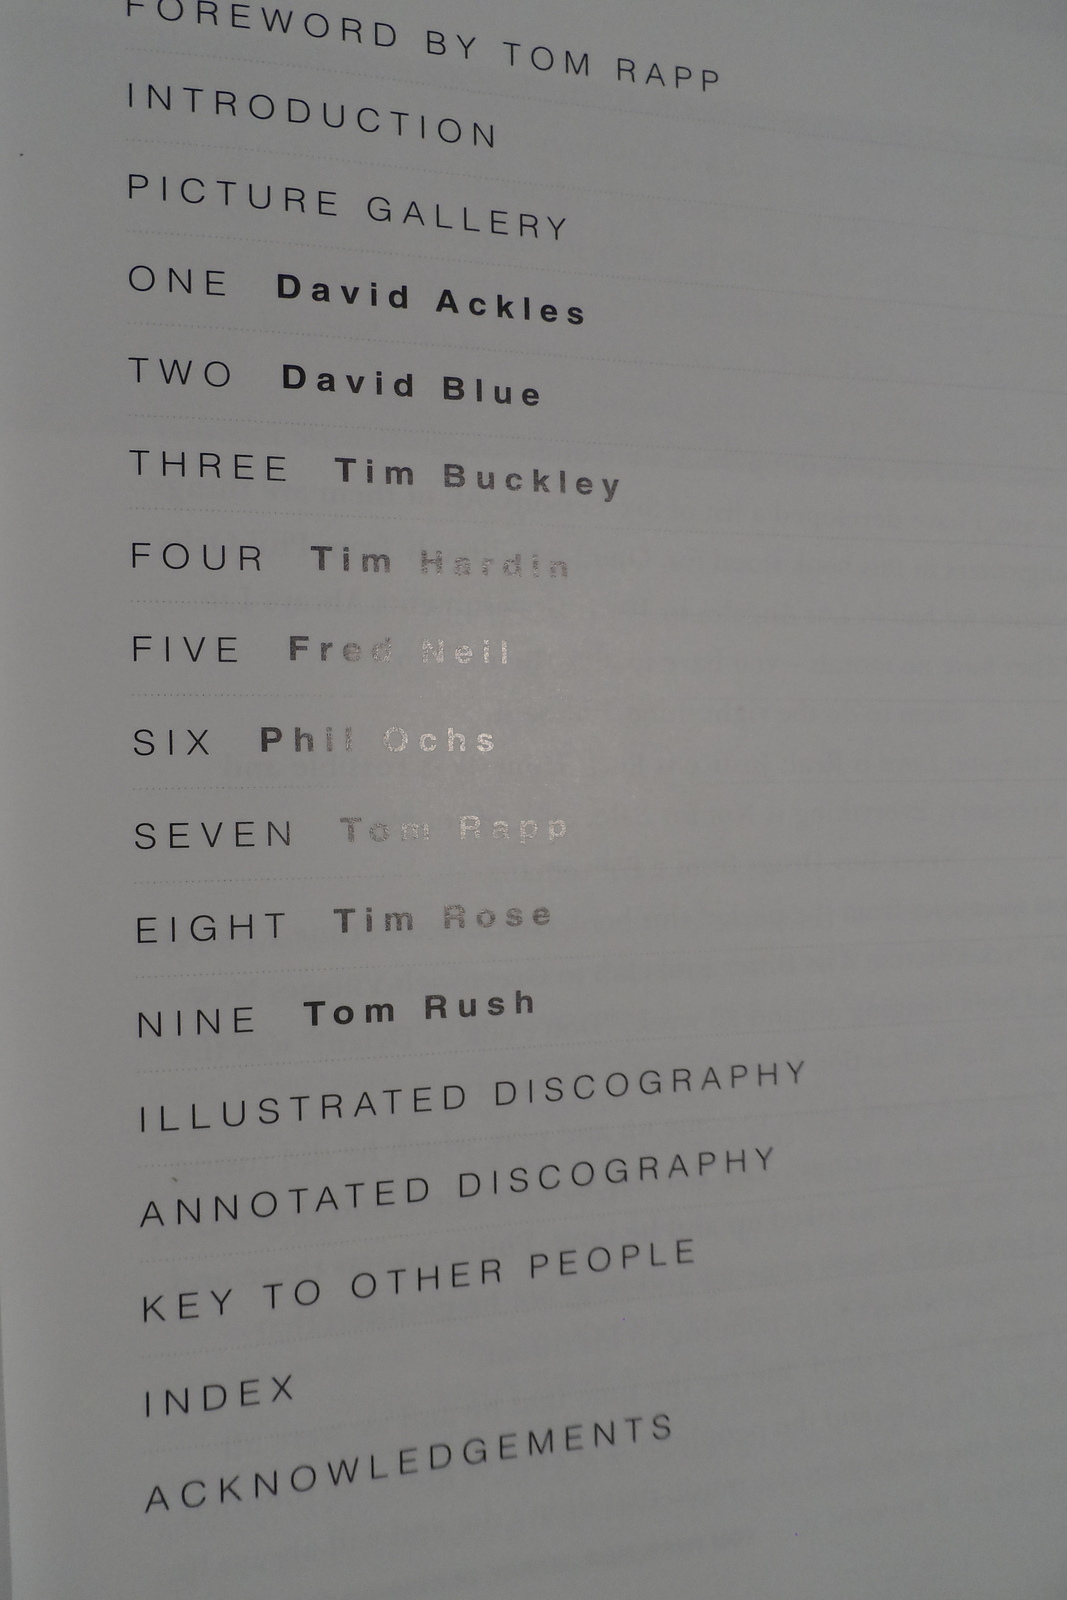 FOREWORD BY TOM RAPP
INTRODUCTION
PICTURE GALLERY
ONE David Ackles
TWO David Blue
THREE Tim Buckley
FOUR Tim Hardin
FIVE Fred Neil
SIX Phil Ochs
SEVEN Tom Rapp
EIGHT Tim Rose
NINE Tom Rush
ILLUSTRATED DISCOGRAPHY
ANNOTATED DISCOGRAPHY
KEY TO OTHER PEOPLE
INDEX
ACKNOWLEDGEMENTS